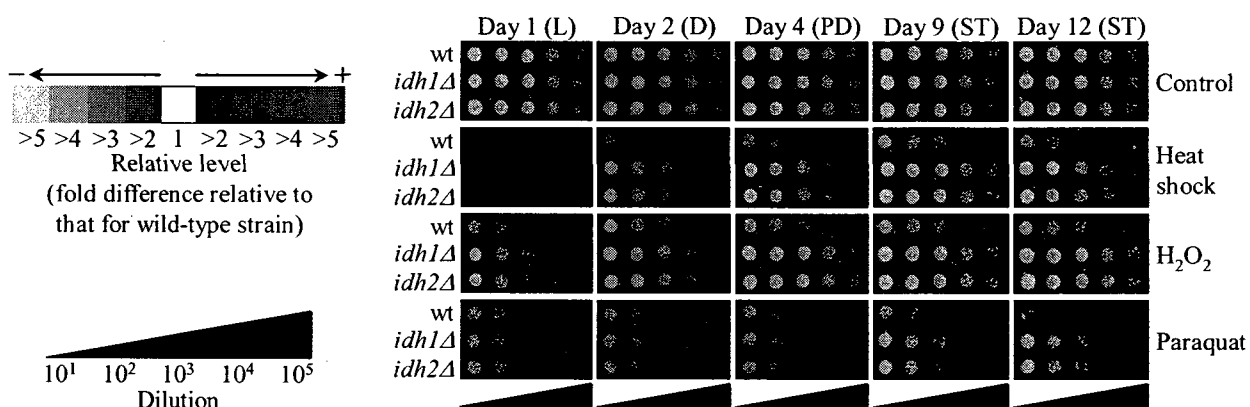 − +
>5 >4 >3 >2 1 >2 >3 >4 >5
Relative level
(fold difference relative to
that for wild-type strain)
10¹ 10² 10³ 10⁴ 10⁵
Dilution
Day 1 (L) Day 2 (D) Day 4 (PD) Day 9 (ST) Day 12 (ST)
wt
idh1Δ
idh2Δ
Control
wt
idh1Δ
idh2Δ
Heat
shock
wt
idh1Δ
idh2Δ
H₂O₂
wt
idh1Δ
idh2Δ
Paraquat